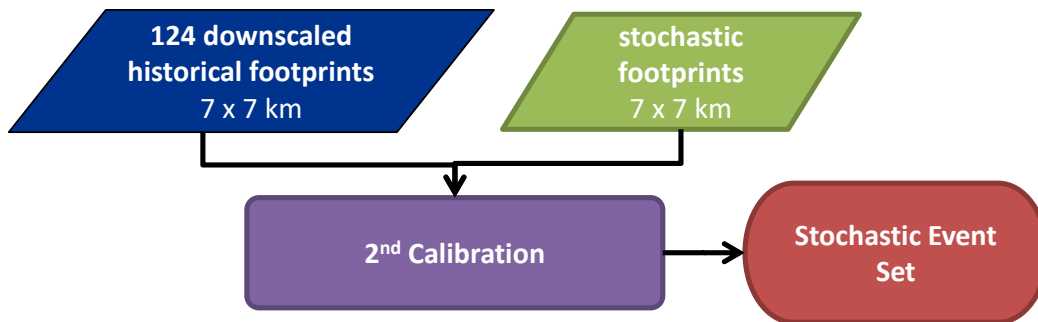 124 downscaled
historical footprints
7 x 7 km
stochastic
footprints
7 x 7 km
2nd Calibration
Stochastic Event
Set